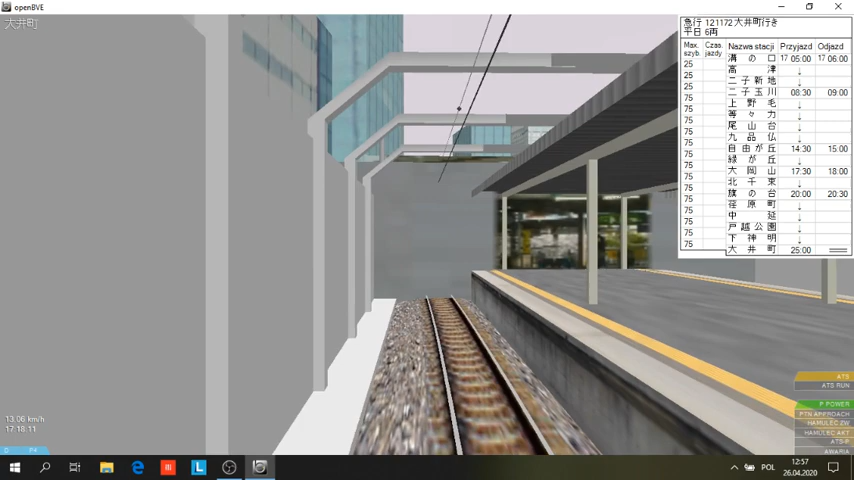 openBVE
大井町
急行 121172 大井町行き
平日 6両
Max. szyb. Czas. jazdy Nazwa stacji Przyjazd Odjazd
25 溝の口 17 05:00 17 06:00
25 高津 ↓
25 二子新地 ↓
75 二子玉川 08:30 09:00
75 上野毛 ↓
75 等々力 ↓
75 尾山台 ↓
75 九品仏 ↓
75 自由が丘 14:30 15:00
75 緑が丘 ↓
75 大岡山 17:30 18:00
75 北千束 ↓
75 旗の台 20:00 20:30
75 荏原町 ↓
75 中延 ↓
75 戸越公園 ↓
75 下神明 ↓
大井町 25:00
ATS
ATS RUN
P POWER
PTN APPROACH
HAMULEC ZW
HAMULEC AKT
ATS-R
AWARIA
13.06 km/h
17:18:11
P4
POL
12:57
26.04.2020